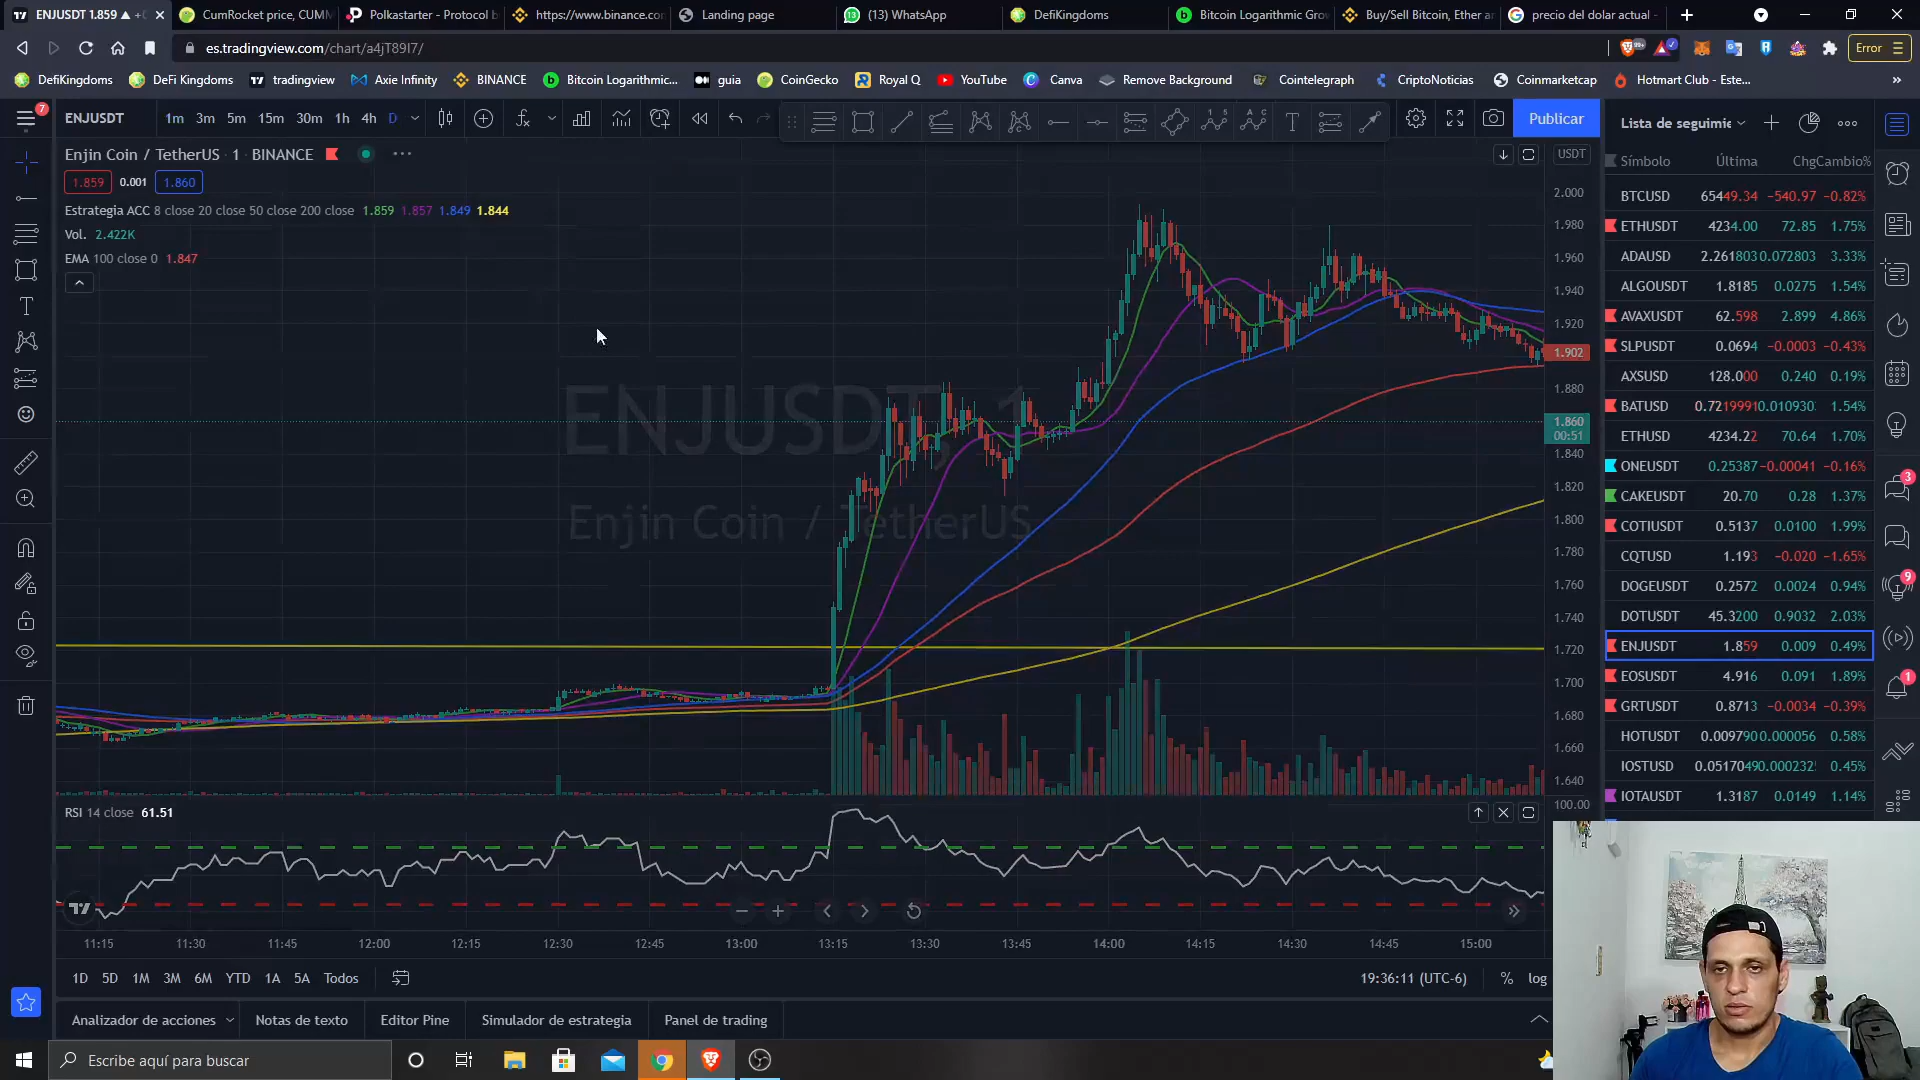 ENJUSDT 1.859 ▲ +0
CumRocket price, CUMM
Polkastarter - Protocol b
https://www.binance.con
Landing page
(13) WhatsApp
DefiKingdoms
Bitcoin Logarithmic Grow
Buy/Sell Bitcoin, Ether an
precio del dolar actual -
es.tradingview.com/chart/a4jT89I7/
Error
DefiKingdoms
DeFi Kingdoms
tradingview
Axie Infinity
BINANCE
Bitcoin Logarithmic...
guia
CoinGecko
Royal Q
YouTube
Canva
Remove Background
Cointelegraph
CriptoNoticias
Coinmarketcap
Hotmart Club - Este...
7
ENJUSDT
1m 3m 5m 15m 30m 1h 4h D
Publicar
Lista de seguimie
Enjin Coin / TetherUS · 1 · BINANCE
USDT
Símbolo Última ChgCambio%
1.859 0.001 1.860
Estrategia ACC 8 close 20 close 50 close 200 close 1.859 1.857 1.849 1.844
Vol. 2.422K
EMA 100 close 0 1.847
ENJUSDT, 1
Enjin Coin / TetherUS
2.000
1.980
1.960
1.940
1.920
1.902
1.880
1.860
00:51
1.840
1.820
1.800
1.780
1.760
1.740
1.720
1.700
1.680
1.660
1.640
100.00
BTCUSD 65449.34 −540.97 −0.82%
ETHUSDT 4234.00 72.85 1.75%
ADAUSD 2.2618030.072803 3.33%
ALGOUSDT 1.8185 0.0275 1.54%
AVAXUSDT 62.598 2.899 4.86%
SLPUSDT 0.0694 −0.0003 −0.43%
AXSUSD 128.000 0.240 0.19%
BATUSD 0.72199910.010930 1.54%
ETHUSD 4234.22 70.64 1.70%
ONEUSDT 0.25387−0.00041 −0.16%
CAKEUSDT 20.70 0.28 1.37%
COTIUSDT 0.5137 0.0100 1.99%
CQTUSD 1.193 −0.020 −1.65%
DOGEUSDT 0.2572 0.0024 0.94%
DOTUSDT 45.3200 0.9032 2.03%
ENJUSDT 1.859 0.009 0.49%
EOSUSDT 4.916 0.091 1.89%
GRTUSDT 0.8713 −0.0034 −0.39%
HOTUSDT 0.0097900.000056 0.58%
IOSTUSD 0.05170490.000232 0.45%
IOTAUSDT 1.3187 0.0149 1.14%
3
9
1
RSI 14 close 61.51
11:15 11:30 11:45 12:00 12:15 12:30 12:45 13:00 13:15 13:30 13:45 14:00 14:15 14:30 14:45 15:00
1D 5D 1M 3M 6M YTD 1A 5A Todos
19:36:11 (UTC-6) % log
Analizador de acciones
Notas de texto
Editor Pine
Simulador de estrategia
Panel de trading
Escribe aquí para buscar